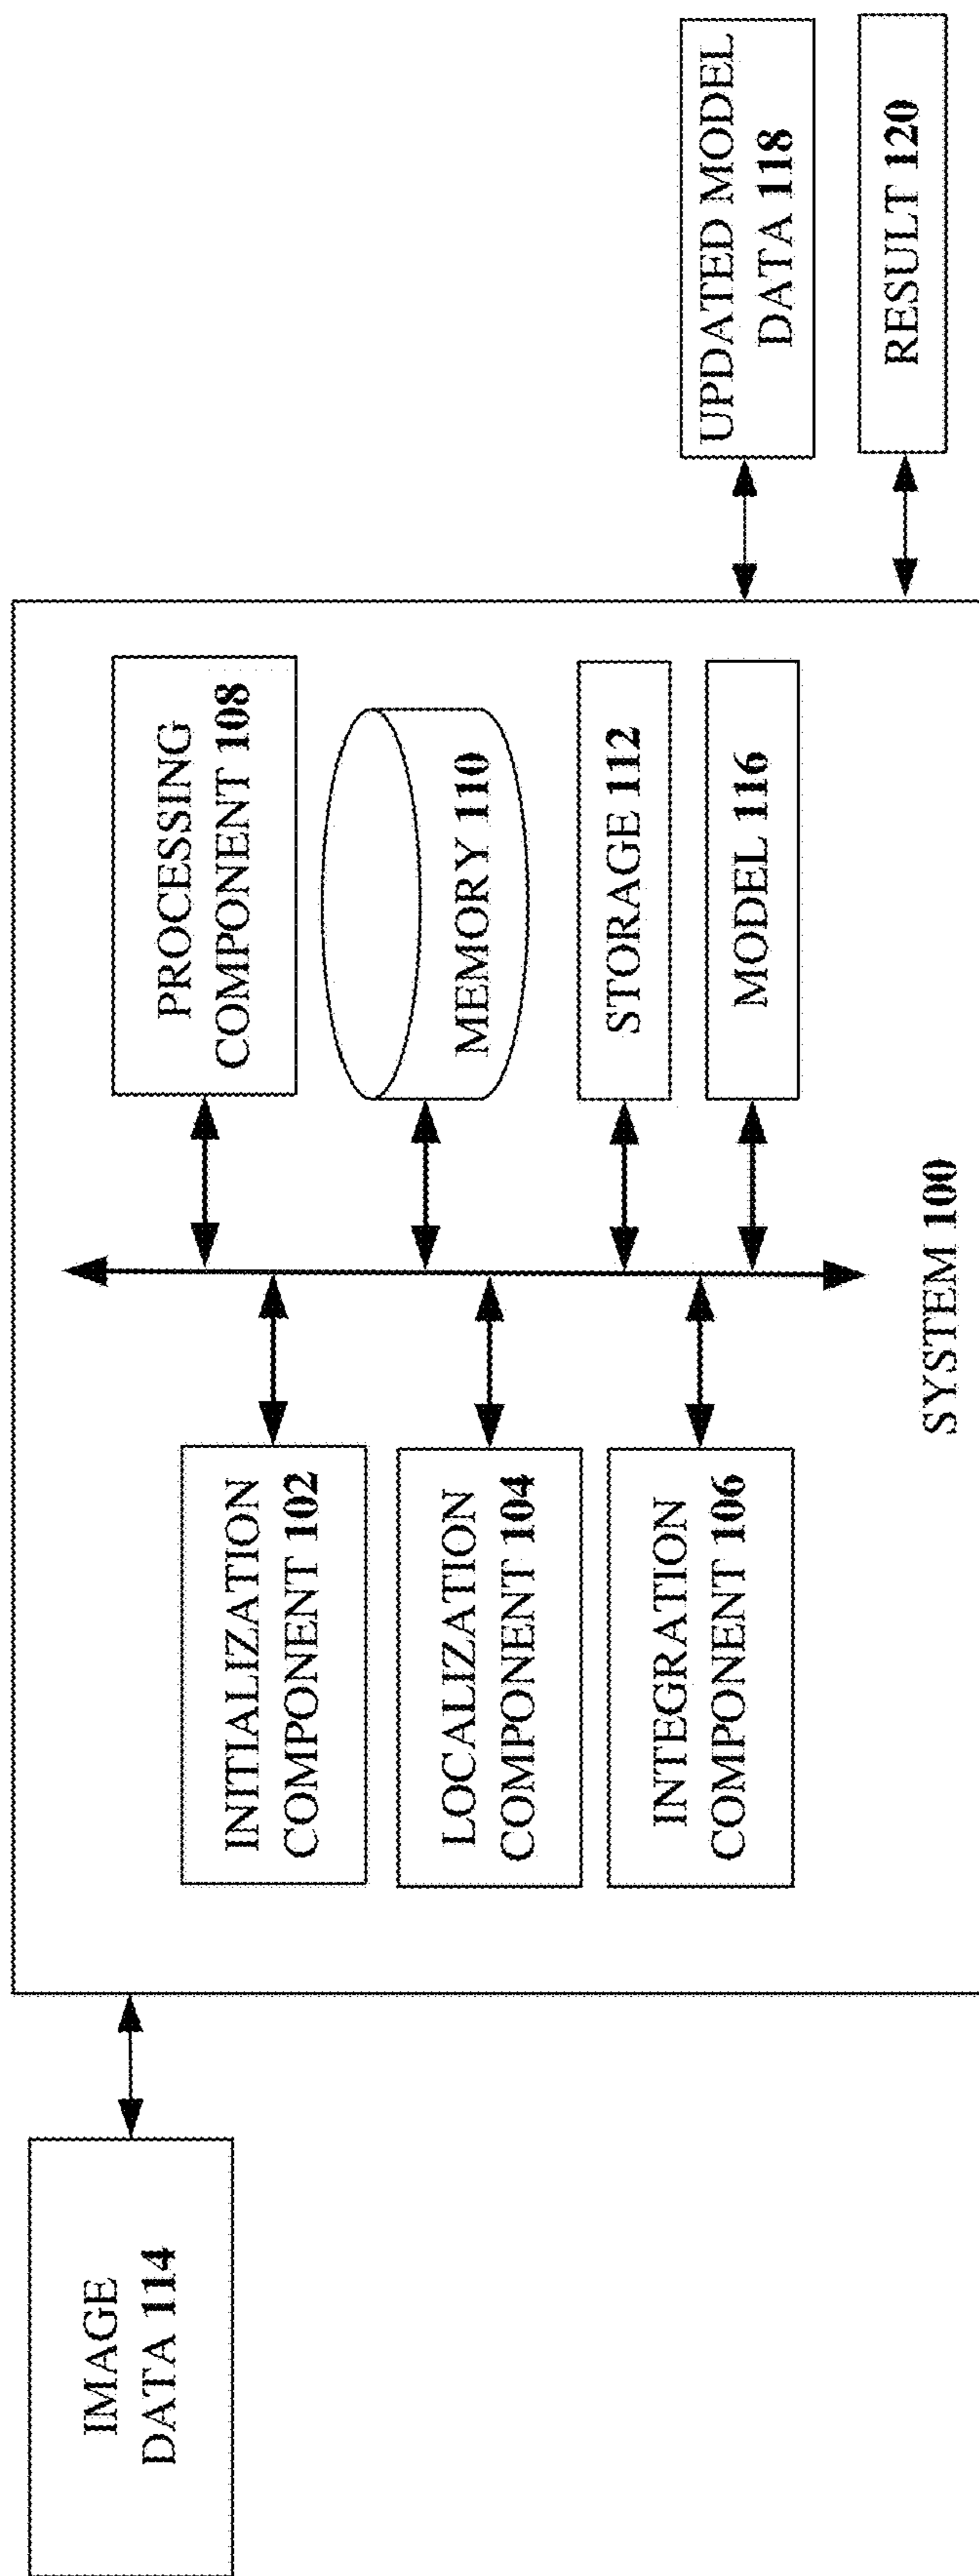 IMAGE
DATA 114
INITIALIZATION
COMPONENT 102
LOCALIZATION
COMPONENT 104
INTEGRATION
COMPONENT 106
PROCESSING
COMPONENT 108
MEMORY 110
STORAGE 112
MODEL 116
SYSTEM 100
UPDATED MODEL
DATA 118
RESULT 120